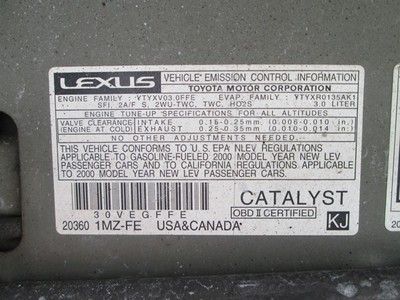 LEXUS VEHICLE EMISSION CONTROL INFORMATION
TOYOTA MOTOR CORPORATION
ENGINE FAMILY : YTYXV03.0FFE EVAP. FAMILY : YTYXR0135AK1
SFI, 2A/F S, 2WU-TWC, TWC, HO2S 3.0 LITER
ENGINE TUNE-UP SPECIFICATIONS FOR ALL ALTITUDES
VALVE CLEARANCE INTAKE 0.15-0.25mm (0.006-0.010 in.)
(ENGINE AT COLD) EXHAUST 0.25-0.35mm (0.010-0.014 in.)
NO OTHER ADJUSTMENTS NEEDED.
THIS VEHICLE CONFORMS TO U.S. EPA NLEV REGULATIONS
APPLICABLE TO GASOLINE-FUELED 2000 MODEL YEAR NEW LEV
PASSENGER CARS AND TO CALIFORNIA REGULATIONS APPLICABLE
TO 2000 MODEL YEAR NEW LEV PASSENGER CARS.
CATALYST
30VEGFFE
OBD II CERTIFIED
20360 1MZ-FE USA&CANADA
KJ